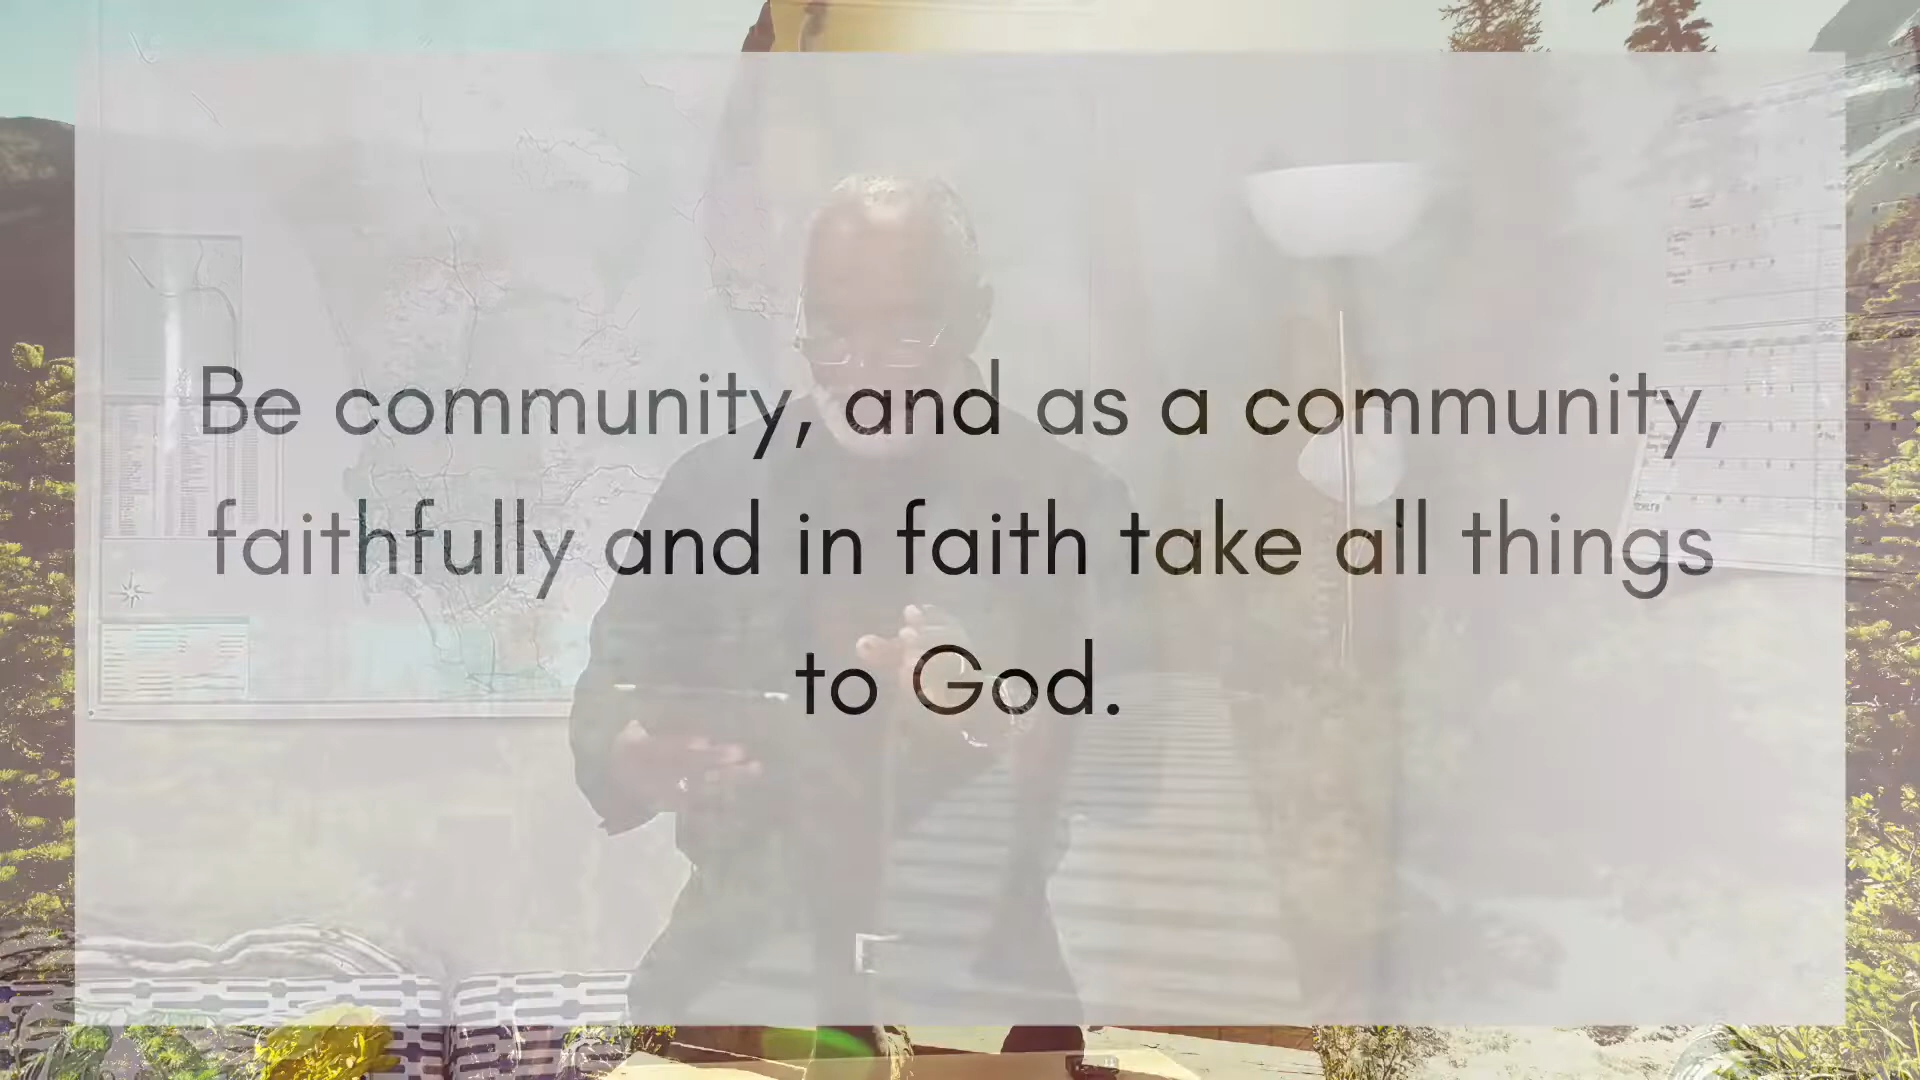 Be community, and as a community,
faithfully and in faith take all things
to God.